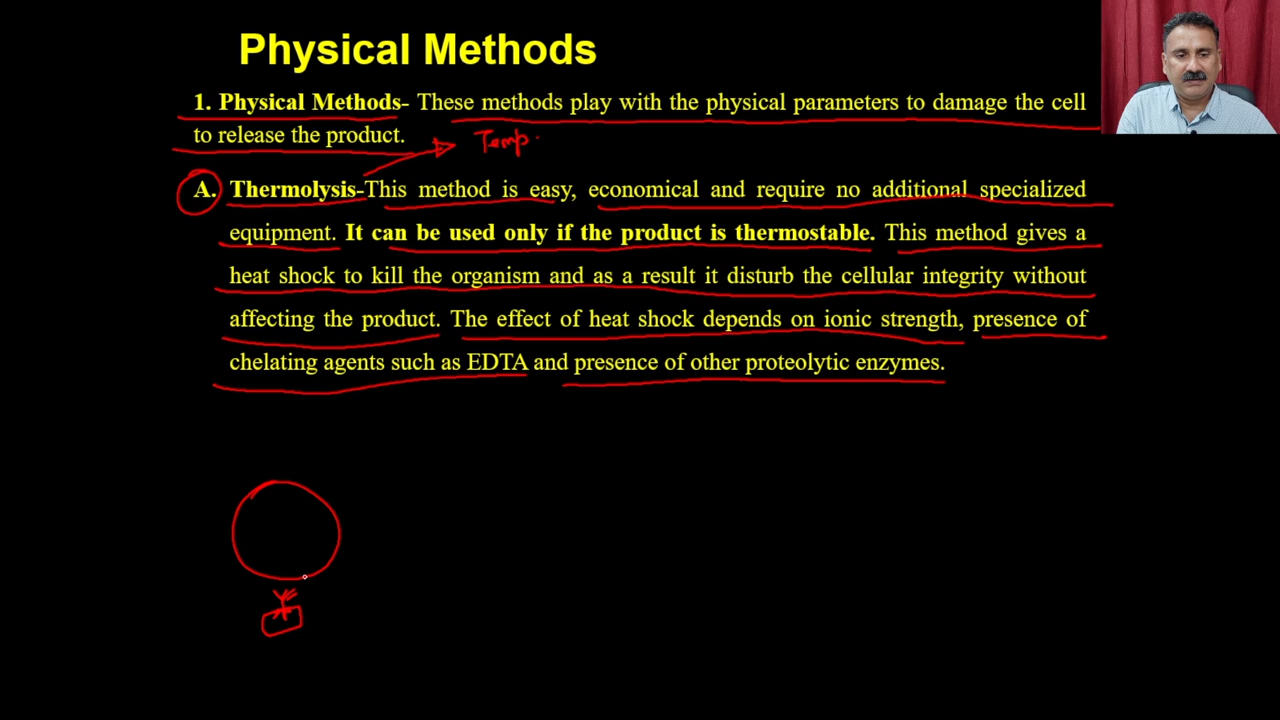 Physical Methods
1. Physical Methods- These methods play with the physical parameters to damage the cell
to release the product.
Temp.
A. Thermolysis-This method is easy, economical and require no additional specialized
equipment. It can be used only if the product is thermostable. This method gives a
heat shock to kill the organism and as a result it disturb the cellular integrity without
affecting the product. The effect of heat shock depends on ionic strength, presence of
chelating agents such as EDTA and presence of other proteolytic enzymes.